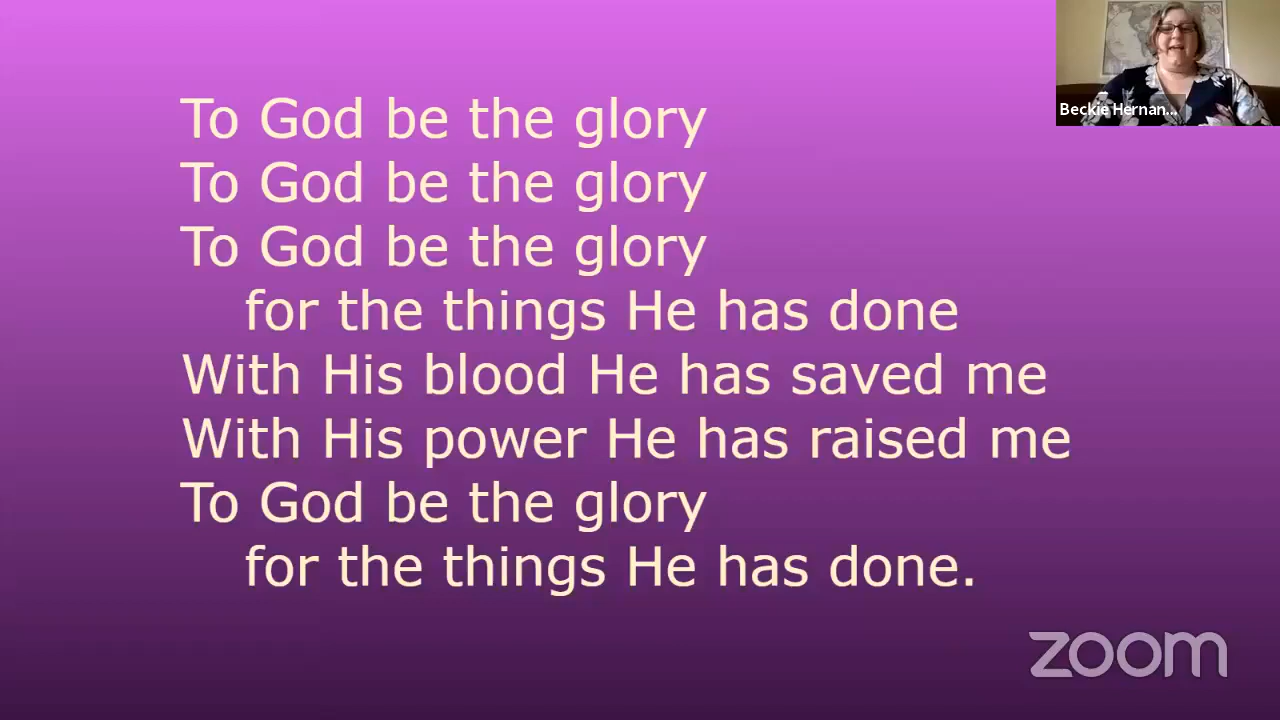 To God be the glory
To God be the glory
To God be the glory
for the things He has done
With His blood He has saved me
With His power He has raised me
To God be the glory
for the things He has done.
Beckie Hernan...
zoom